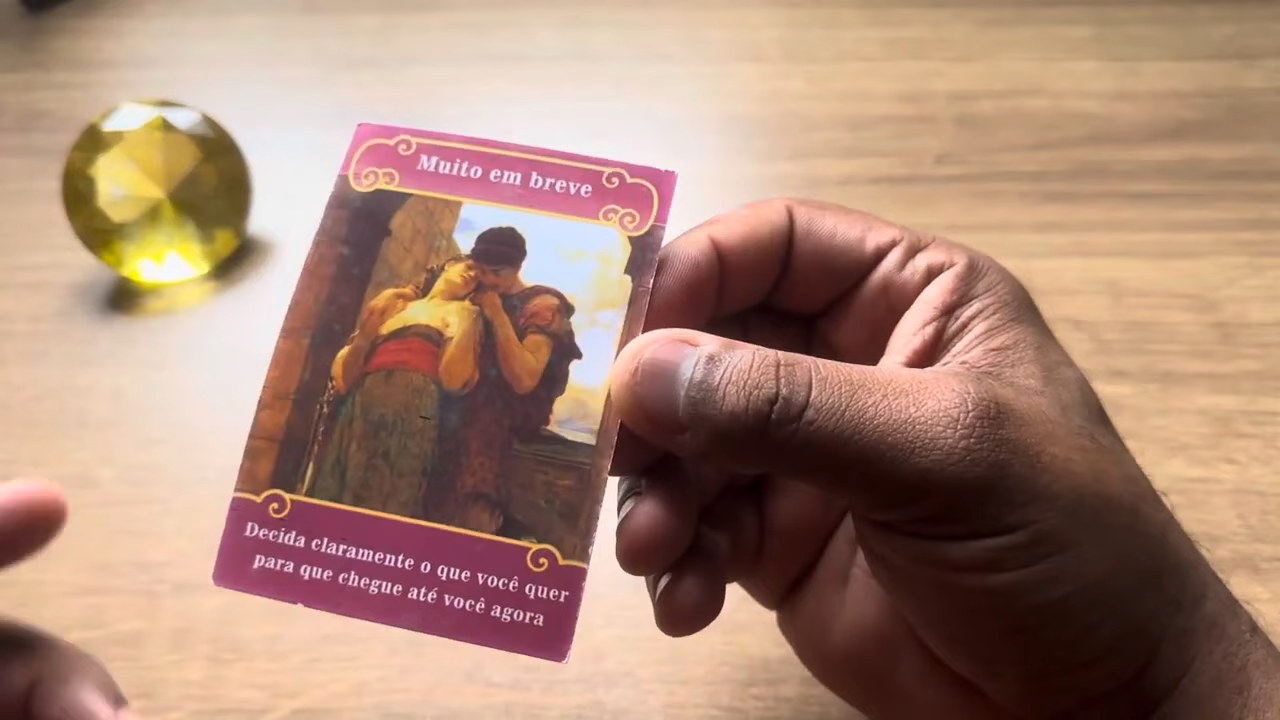 Muito em breve
Decida claramente o que você quer
para que chegue até você agora